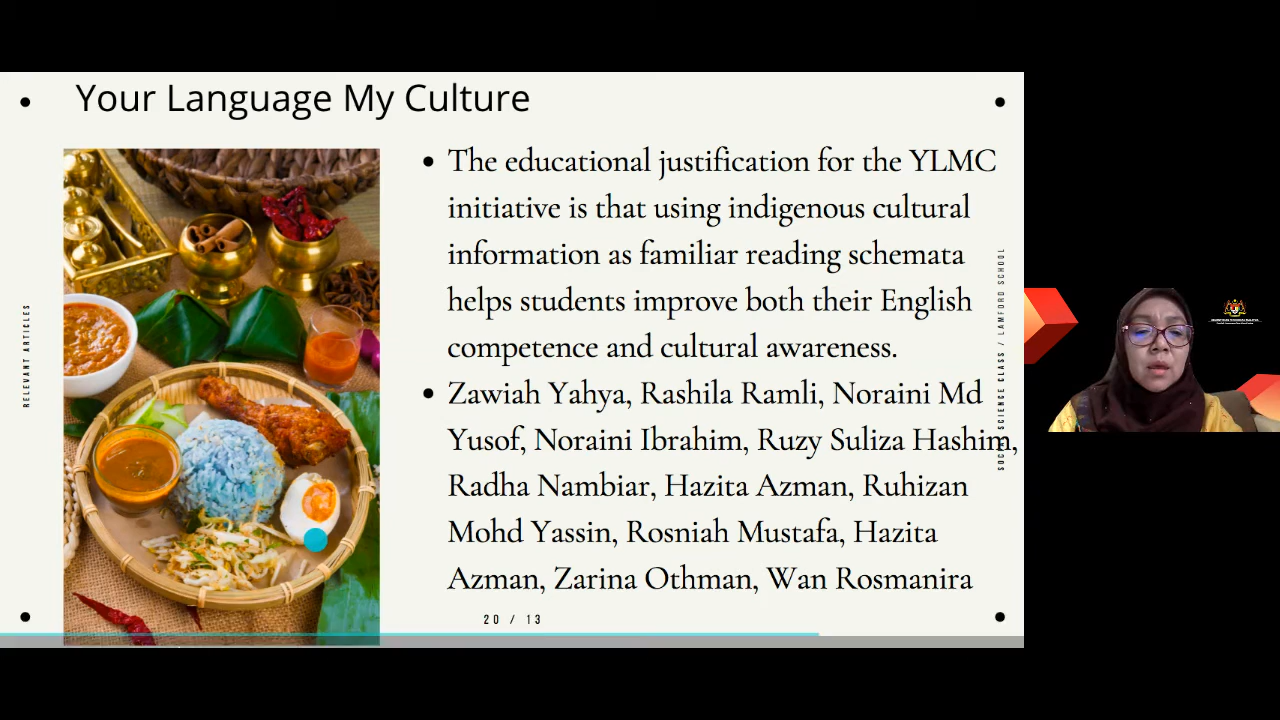 Your Language My Culture
The educational justification for the YLMC
initiative is that using indigenous cultural
information as familiar reading schemata
helps students improve both their English
competence and cultural awareness.
Zawiah Yahya, Rashila Ramli, Noraini Md
Yusof, Noraini Ibrahim, Ruzy Suliza Hashim,
Radha Nambiar, Hazita Azman, Ruhizan
Mohd Yassin, Rosniah Mustafa, Hazita
Azman, Zarina Othman, Wan Rosmanira
20 / 13
RELEVANT ARTICLES
SOCIAL SCIENCE CLASS / LAMFORD SCHOOL